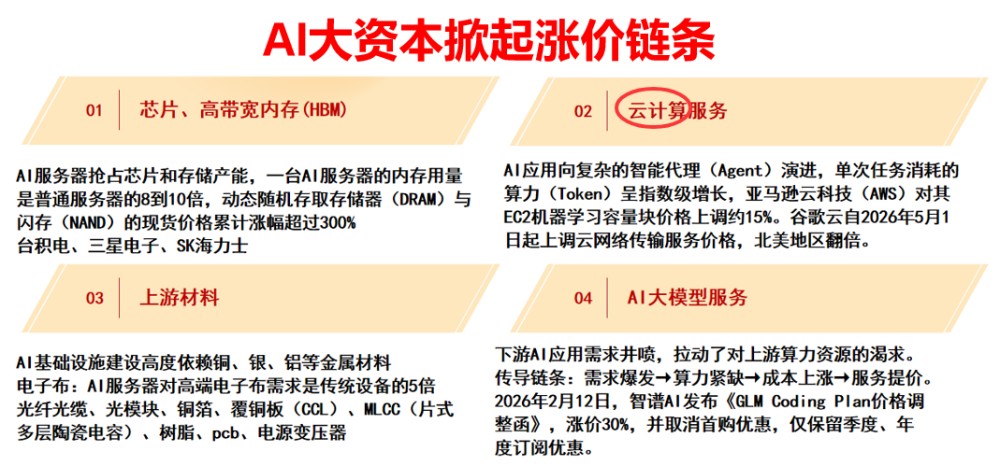 AI大资本掀起涨价链条
01
芯片、高带宽内存(HBM)
AI服务器抢占芯片和存储产能，一台AI服务器的内存用量
是普通服务器的8到10倍，动态随机存取存储器（DRAM）与
闪存（NAND）的现货价格累计涨幅超过300%
台积电、三星电子、SK海力士
02
云计算服务
AI应用向复杂的智能代理（Agent）演进，单次任务消耗的
算力（Token）呈指数级增长，亚马逊云科技（AWS）对其
EC2机器学习容量块价格上调约15%。谷歌云自2026年5月1
日起上调云网络传输服务价格，北美地区翻倍。
03
上游材料
AI基础设施建设高度依赖铜、银、铝等金属材料
电子布：AI服务器对高端电子布需求是传统设备的5倍
光纤光缆、光模块、铜箔、覆铜板（CCL）、MLCC（片式
多层陶瓷电容）、树脂、pcb、电源变压器
04
AI大模型服务
下游AI应用需求井喷，拉动了对上游算力资源的渴求。
传导链条：需求爆发→算力紧缺→成本上涨→服务提价。
2026年2月12日，智谱AI发布《GLM Coding Plan价格调
整函》，涨价30%，并取消首购优惠，仅保留季度、年
度订阅优惠。